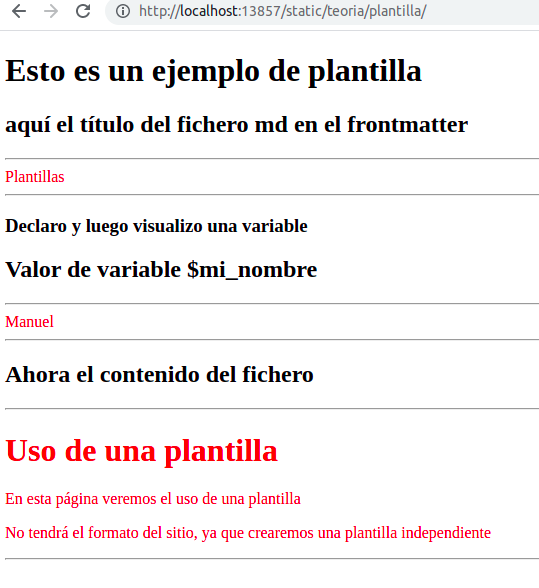 http://localhost:13857/static/teoria/plantilla/
Esto es un ejemplo de plantilla
aquí el título del fichero md en el frontmatter
Plantillas
Declaro y luego visualizo una variable
Valor de variable $mi_nombre
Manuel
Ahora el contenido del fichero
Uso de una plantilla
En esta página veremos el uso de una plantilla
No tendrá el formato del sitio, ya que crearemos una plantilla independiente